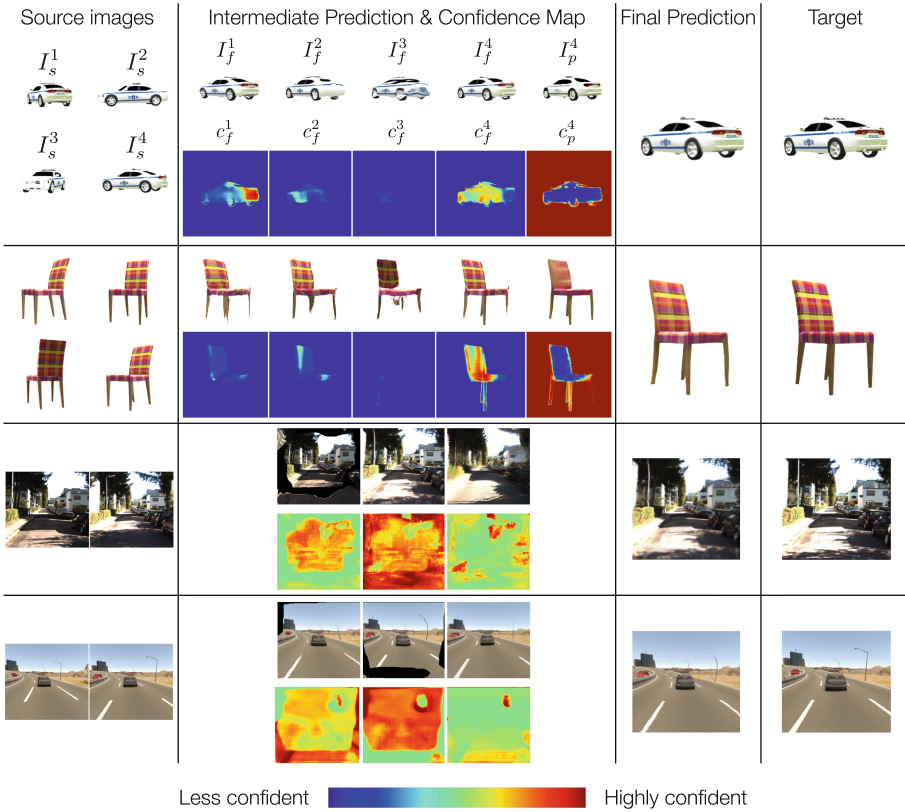 Source images
Intermediate Prediction & Confidence Map
Final Prediction
Target
I_s^1 I_s^2
I_f^1 I_f^2 I_f^3 I_f^4 I_p^4
I_s^3 I_s^4
c_f^1 c_f^2 c_f^3 c_f^4 c_p^4
Less confident
Highly confident